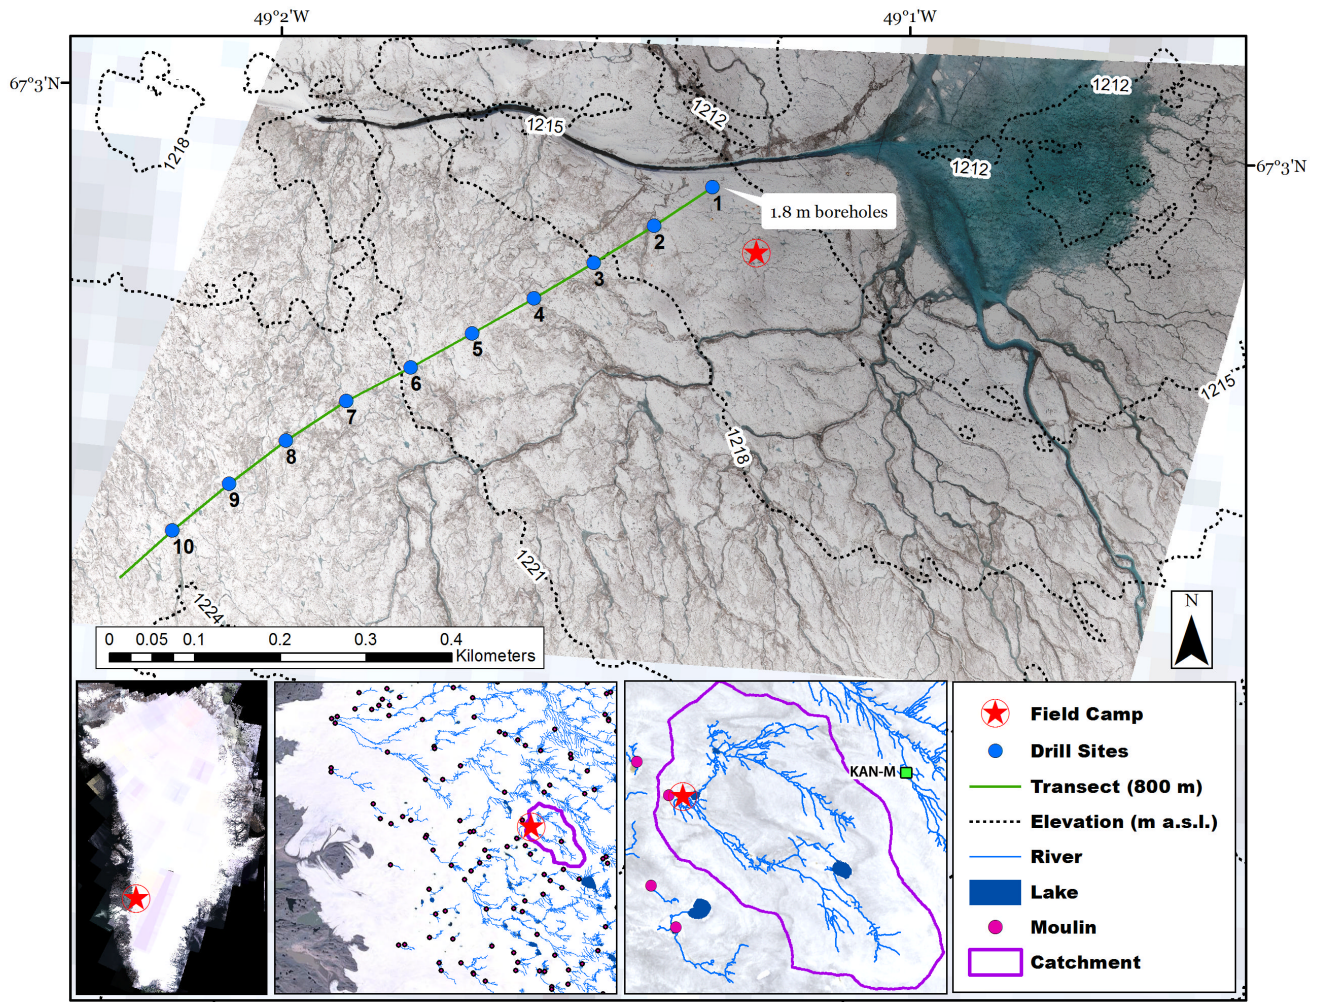 49°2'W
49°1'W
67°3'N
1212
1212
1215
1218
1212
67°3'N
1
1.8 m boreholes
2
3
4
5
6
1215
7
1218
8
9
10
1221
1224
N
0 0.05 0.1 0.2 0.3 0.4
Kilometers
KAN-M
Field Camp
Drill Sites
Transect (800 m)
Elevation (m a.s.l.)
River
Lake
Moulin
Catchment